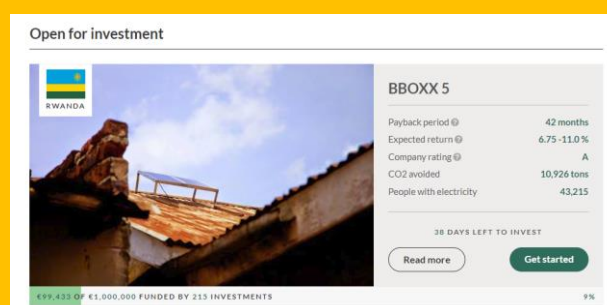 Open for investment
RWANDA
BBOXX 5
Payback period 42 months
Expected return 6.75 -11.0 %
Company rating A
CO2 avoided 10,926 tons
People with electricity 43,215
38 DAYS LEFT TO INVEST
Read more Get started
€99,433 OF €1,000,000 FUNDED BY 215 INVESTMENTS 9%